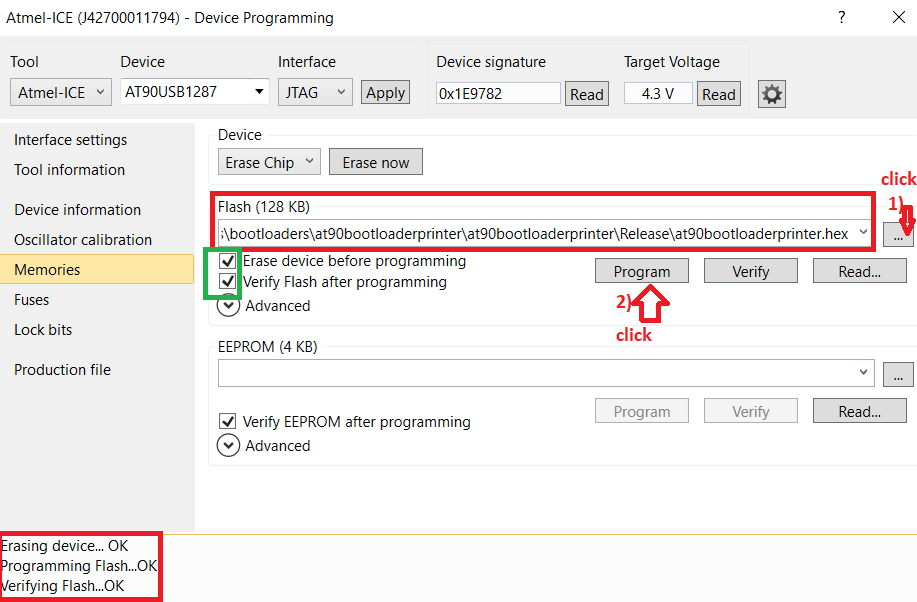 Atmel-ICE (J42700011794) - Device Programming
?
Tool
Device
Interface
Device signature
Target Voltage
Atmel-ICE
AT90USB1287
JTAG
Apply
0x1E9782
Read
4.3 V
Read
Interface settings
Tool information
Device information
Oscillator calibration
Memories
Fuses
Lock bits
Production file
Device
Erase Chip
Erase now
click
1)
Flash (128 KB)
\bootloaders\at90bootloaderprinter\at90bootloaderprinter\Release\at90bootloaderprinter.hex
...
Erase device before programming
Verify Flash after programming
Advanced
Program
Verify
Read...
2)
click
EEPROM (4 KB)
...
Verify EEPROM after programming
Advanced
Program
Verify
Read...
Erasing device... OK
Programming Flash...OK
Verifying Flash...OK